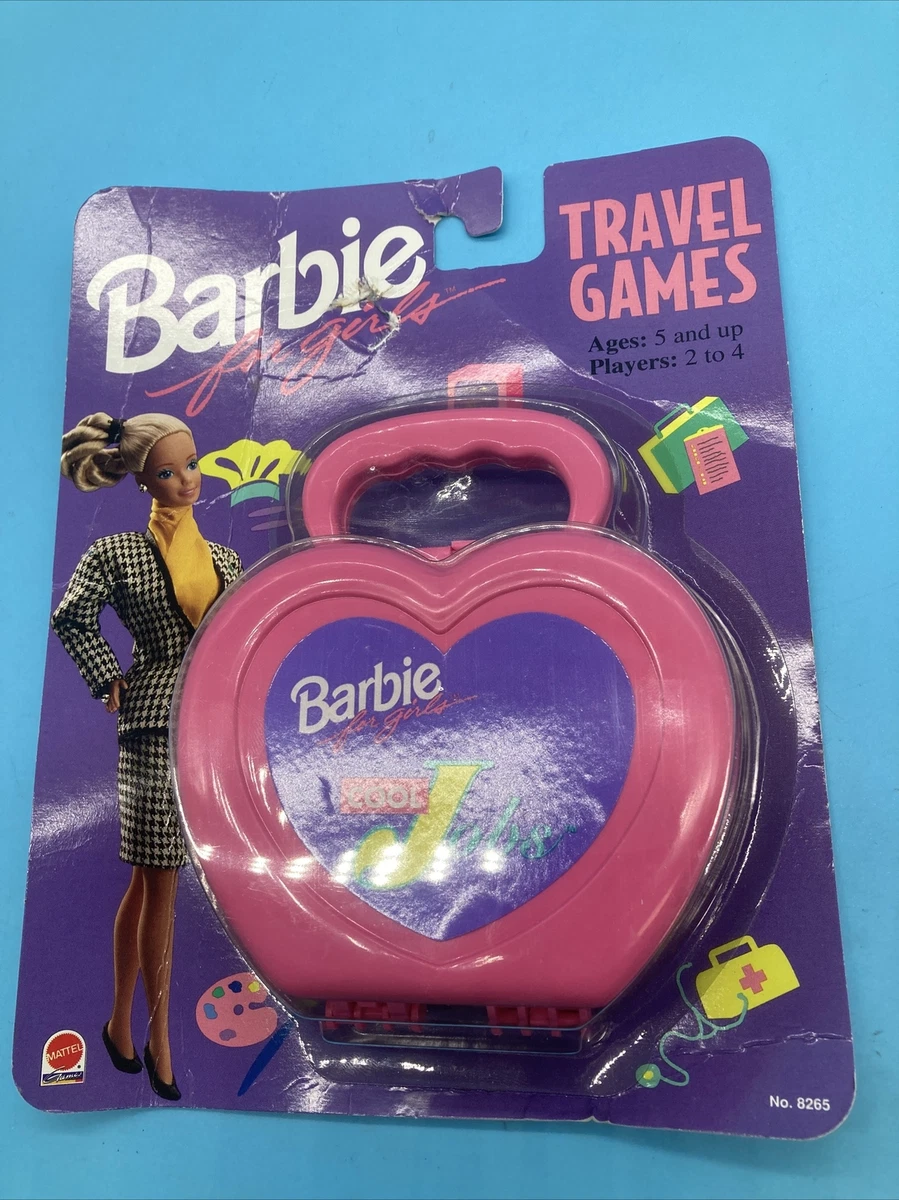 Barbie
for girls™
TRAVEL
GAMES
Ages: 5 and up
Players: 2 to 4
Barbie
for girls
COOL
Jobs
MATTEL
Games
No. 8265